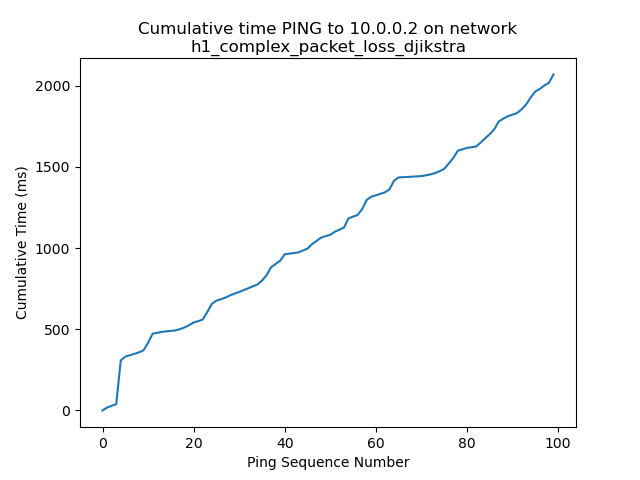 Cumulative time PING to 10.0.0.2 on network
h1_complex_packet_loss_djikstra
2000
1500
1000
500
0
Cumulative Time (ms)
0 20 40 60 80 100
Ping Sequence Number